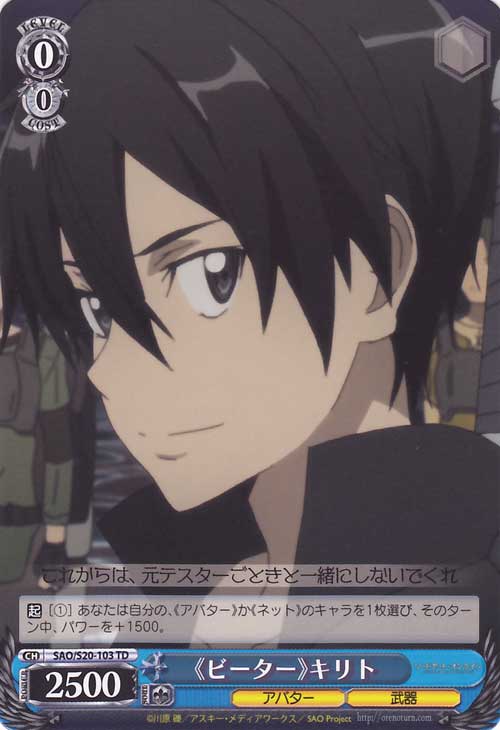 LEVEL
0
0
COST
これからは、元テスターごときと一緒にしないでくれ
起 [①] あなたは自分の、《アバター》か《ネット》のキャラを1枚選び、そのターン中、パワーを＋1500。
CH SAO/S20-103 TD
《ビーター》キリト
POWER
2500
SOUL
アバター 武器
©川原 礫／アスキー・メディアワークス／ SAO Project http://orenoturn.com